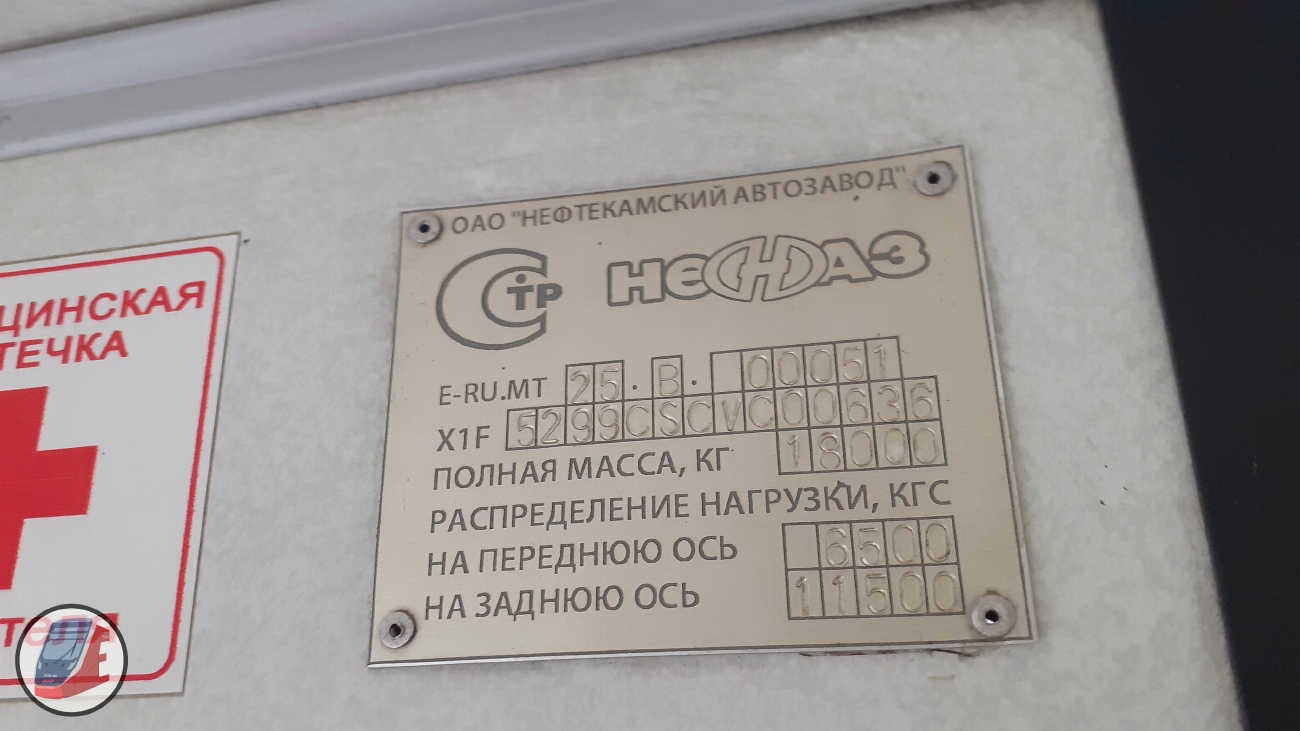 ОАО "НЕФТЕКАМСКИЙ АВТОЗАВОД"
СТР НЕФАЗ
E-RU.MT 25.В. 00051
X1F 5299CSCVC00636
ПОЛНАЯ МАССА, КГ 18000
РАСПРЕДЕЛЕНИЕ НАГРУЗКИ, КГС
НА ПЕРЕДНЮЮ ОСЬ 6500
НА ЗАДНЮЮ ОСЬ 11500
ЦИНСКАЯ
ТЕЧКА